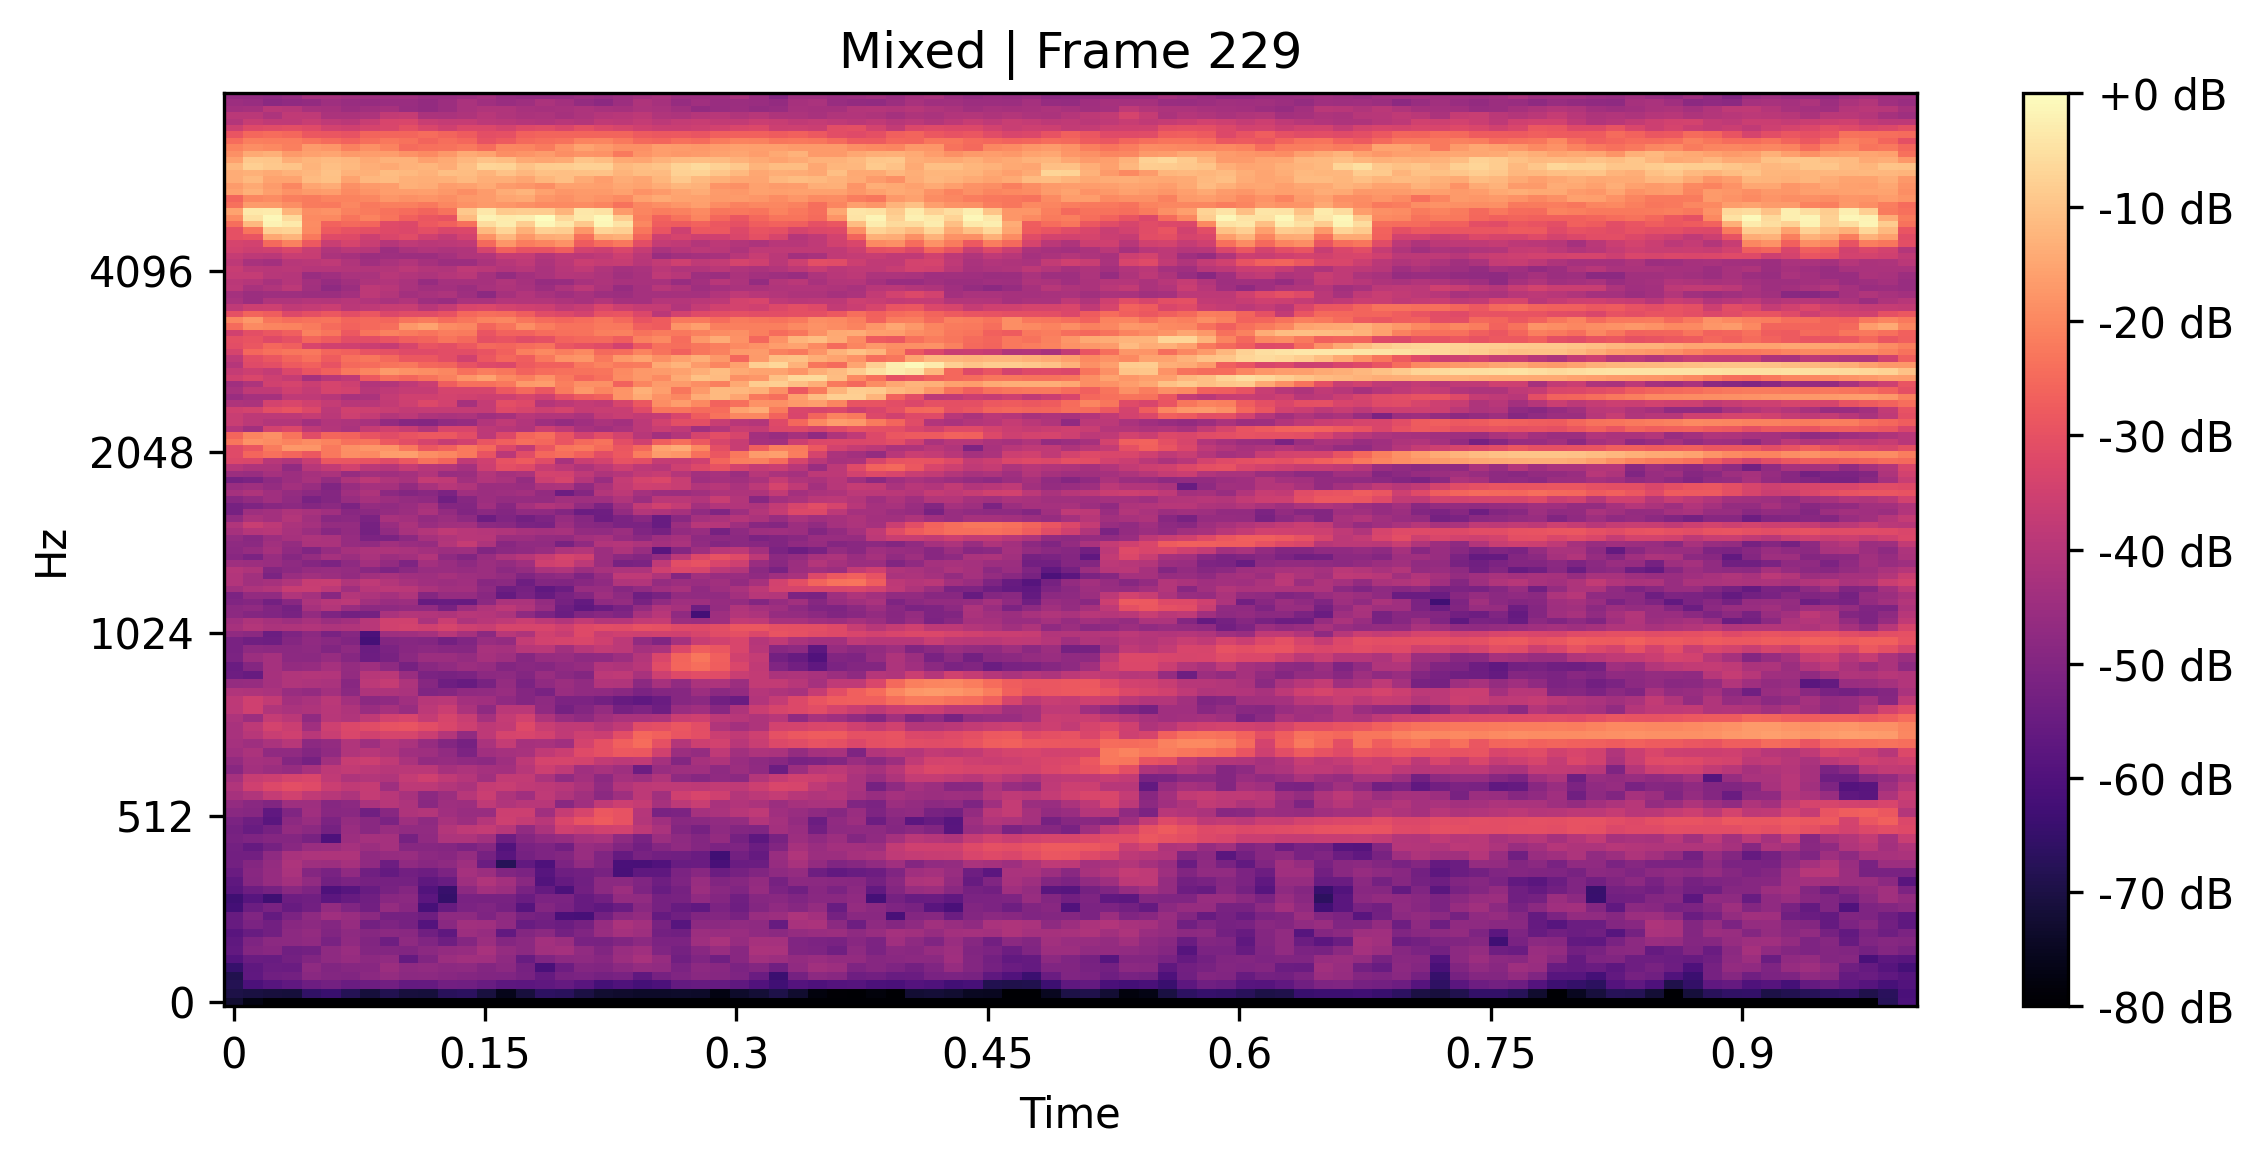 Mixed | Frame 229
+0 dB
-10 dB
-20 dB
-30 dB
-40 dB
-50 dB
-60 dB
-70 dB
-80 dB
Hz
4096
2048
1024
512
0
0 0.15 0.3 0.45 0.6 0.75 0.9
Time